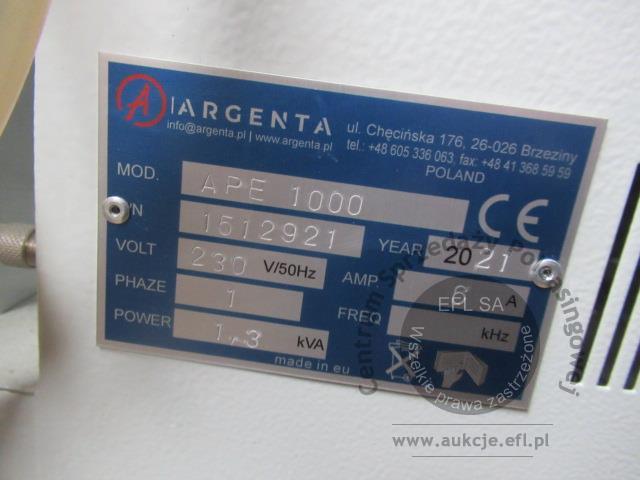 ARGENTA
info@argenta.pl | www.argenta.pl
ul. Chęcińska 176, 26-026 Brzeziny
tel.: +48 605 336 063, fax: +48 41 368 59 59
POLAND
MOD. APE 1000
CE
/N 1512921
YEAR 2021
VOLT 230 V/50Hz
AMP. 6 A
PHAZE 1
FREQ kHz
POWER 1,3 kVA
made in eu
Centrum Sprzedaży Poleasingowej
EFL SA
Wszelkie prawa zastrzeżone
www.aukcje.efl.pl